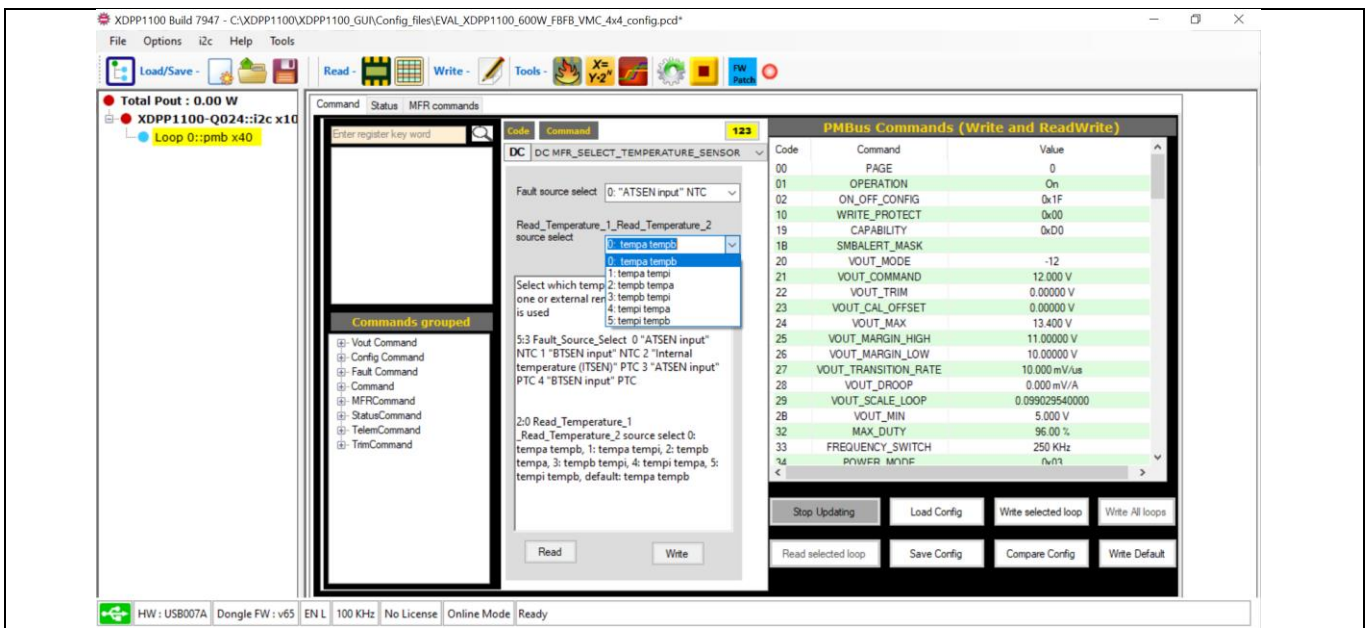 XDPP1100 Build 7947 - C:\XDPP1100\XDPP1100_GUI\Config_files\EVAL_XDPP1100_600W_FBFB_VMC_4x4_config.pcd*
File Options i2c Help Tools
Load/Save - Read - Write - Tools - X= Y·2ⁿ FW Patch
Total Pout : 0.00 W
XDPP1100-Q024::i2c x10
Loop 0::pmb x40
Command Status MFR commands
Enter register key word
Code Command 123
DC DC MFR_SELECT_TEMPERATURE_SENSOR
Fault source select 0: "ATSEN input" NTC
Read_Temperature_1_Read_Temperature_2
source select
0: tempa tempb
0: tempa tempb
1: tempa tempi
2: tempb tempa
3: tempb tempi
4: tempi tempa
5: tempi tempb
Select which temp
one or external ren
is used
5:3 Fault_Source_Select 0 "ATSEN input"
NTC 1 "BTSEN input" NTC 2 "Internal
temperature (ITSEN)" PTC 3 "ATSEN input"
PTC 4 "BTSEN input" PTC
2:0 Read_Temperature_1
_Read_Temperature_2 source select 0:
tempa tempb, 1: tempa tempi, 2: tempb
tempa, 3: tempb tempi, 4: tempi tempa, 5:
tempi tempb, default: tempa tempb
Read Write
Commands grouped
Vout Command
Config Command
Fault Command
Command
MFRCommand
StatusCommand
TelemCommand
TrimCommand
PMBus Commands (Write and ReadWrite)
Code Command Value
00 PAGE 0
01 OPERATION On
02 ON_OFF_CONFIG 0x1F
10 WRITE_PROTECT 0x00
19 CAPABILITY 0xD0
1B SMBALERT_MASK
20 VOUT_MODE -12
21 VOUT_COMMAND 12.000 V
22 VOUT_TRIM 0.00000 V
23 VOUT_CAL_OFFSET 0.00000 V
24 VOUT_MAX 13.400 V
25 VOUT_MARGIN_HIGH 11.00000 V
26 VOUT_MARGIN_LOW 10.00000 V
27 VOUT_TRANSITION_RATE 10.000 mV/us
28 VOUT_DROOP 0.000 mV/A
29 VOUT_SCALE_LOOP 0.099029540000
2B VOUT_MIN 5.000 V
32 MAX_DUTY 96.00 %
33 FREQUENCY_SWITCH 250 KHz
34 POWER_MODE 0x03
Stop Updating Load Config Write selected loop Write All loops
Read selected loop Save Config Compare Config Write Default
HW : USB007A Dongle FW : v65 EN L 100 KHz No License Online Mode Ready